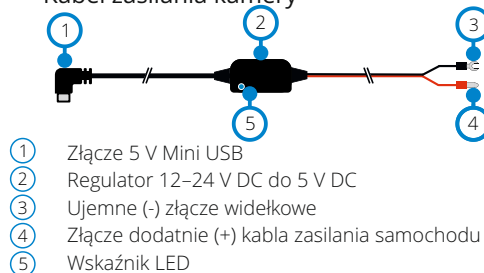 Kabel zasilania kamery
1
2
3
5
4
1 Złącze 5 V Mini USB
2 Regulator 12–24 V DC do 5 V DC
3 Ujemne (-) złącze widełkowe
4 Złącze dodatnie (+) kabla zasilania samochodu
5 Wskaźnik LED